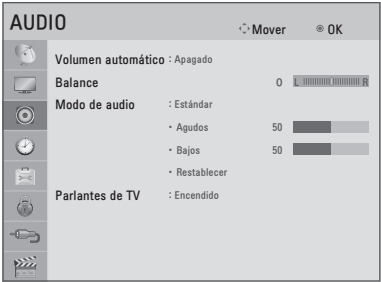 AUDIO Mover OK
Volumen automático : Apagado
Balance 0 L R
Modo de audio : Estándar
• Agudos 50
• Bajos 50
• Restablecer
Parlantes de TV : Encendido